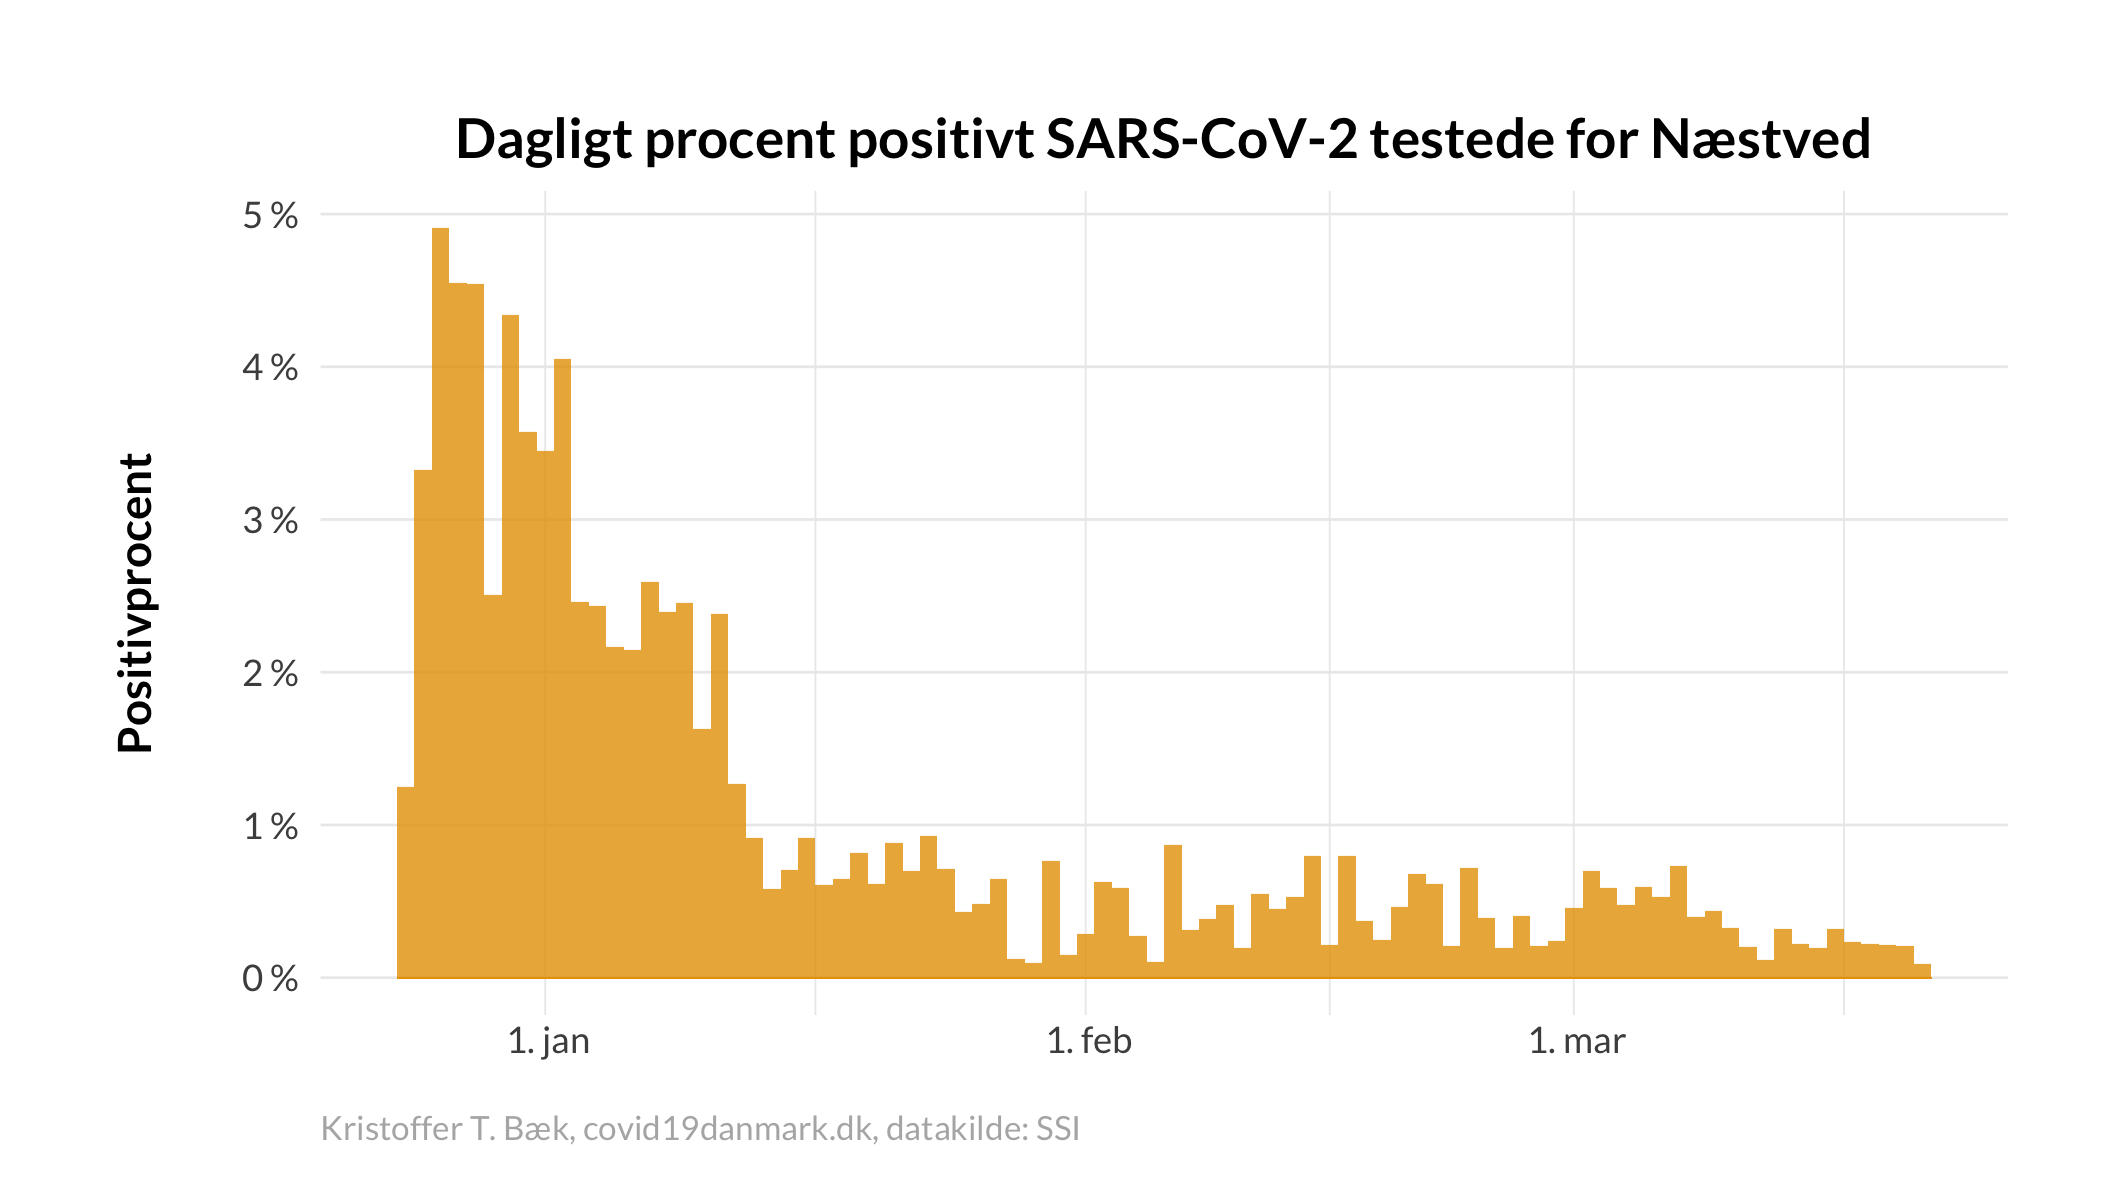 Dagligt procent positivt SARS-CoV-2 testede for Næstved
Positivprocent
5 %
4 %
3 %
2 %
1 %
0 %
1. jan
1. feb
1. mar
Kristoffer T. Bæk, covid19danmark.dk, datakilde: SSI